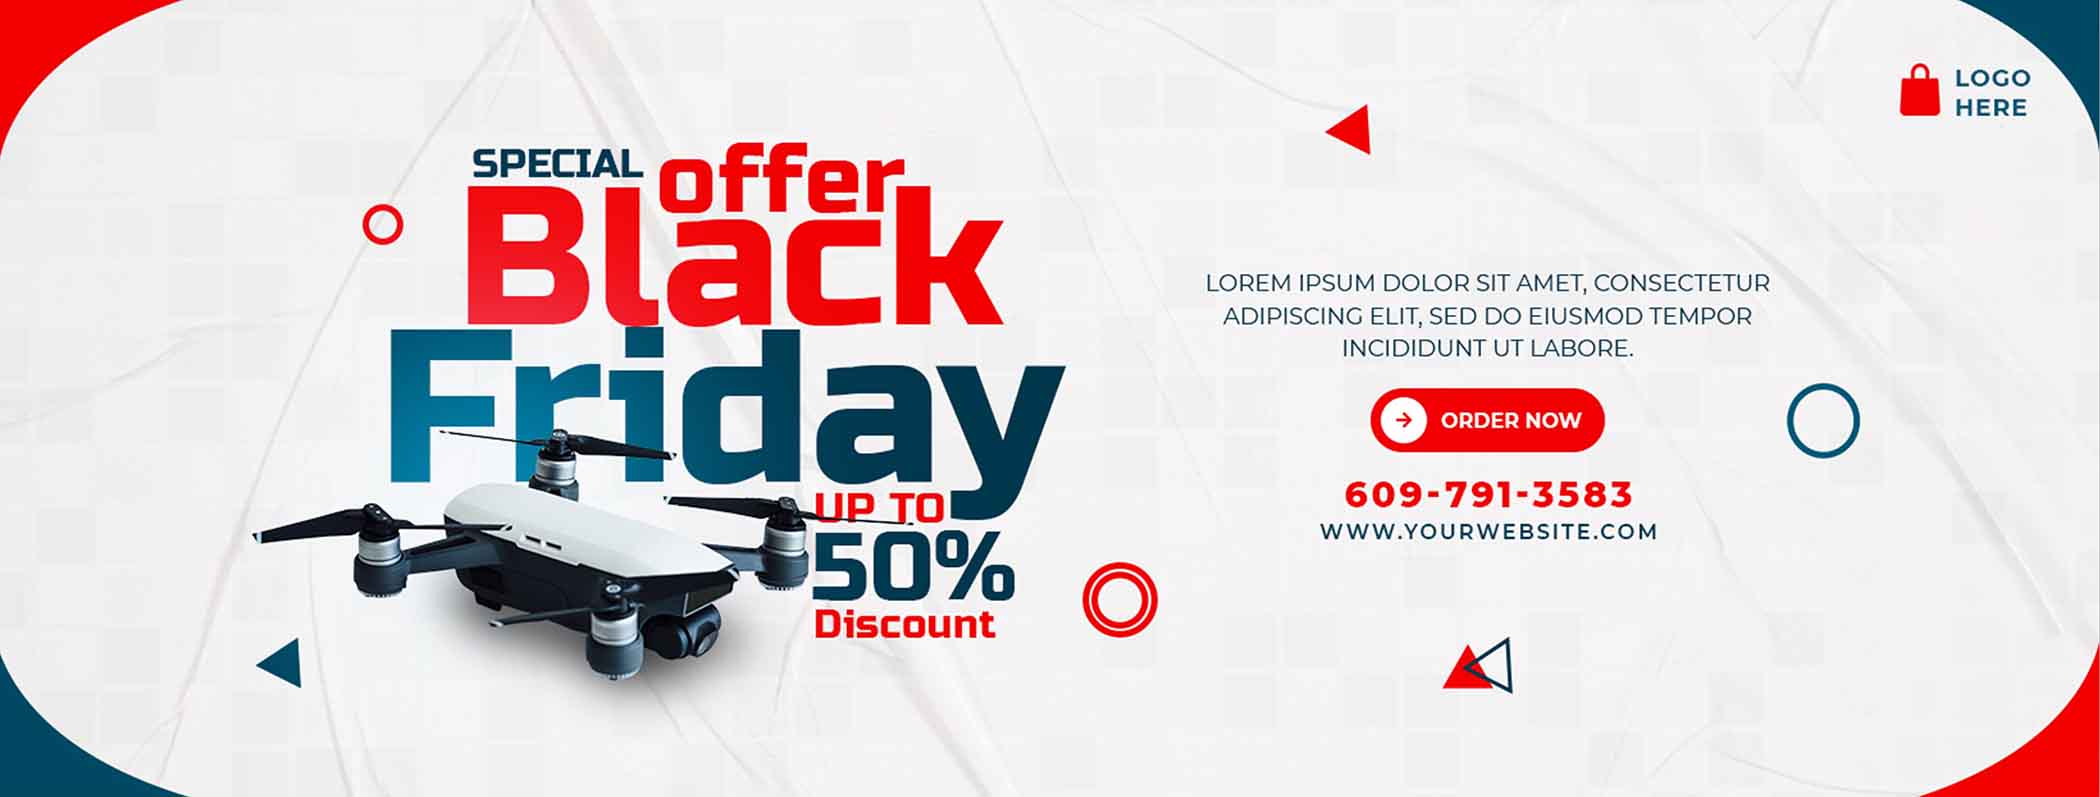 LOGO
HERE
SPECIAL offer
Black
Friday
UP TO
50%
Discount
LOREM IPSUM DOLOR SIT AMET, CONSECTETUR
ADIPISCING ELIT, SED DO EIUSMOD TEMPOR
INCIDIDUNT UT LABORE.
ORDER NOW
609-791-3583
WWW.YOURWEBSITE.COM